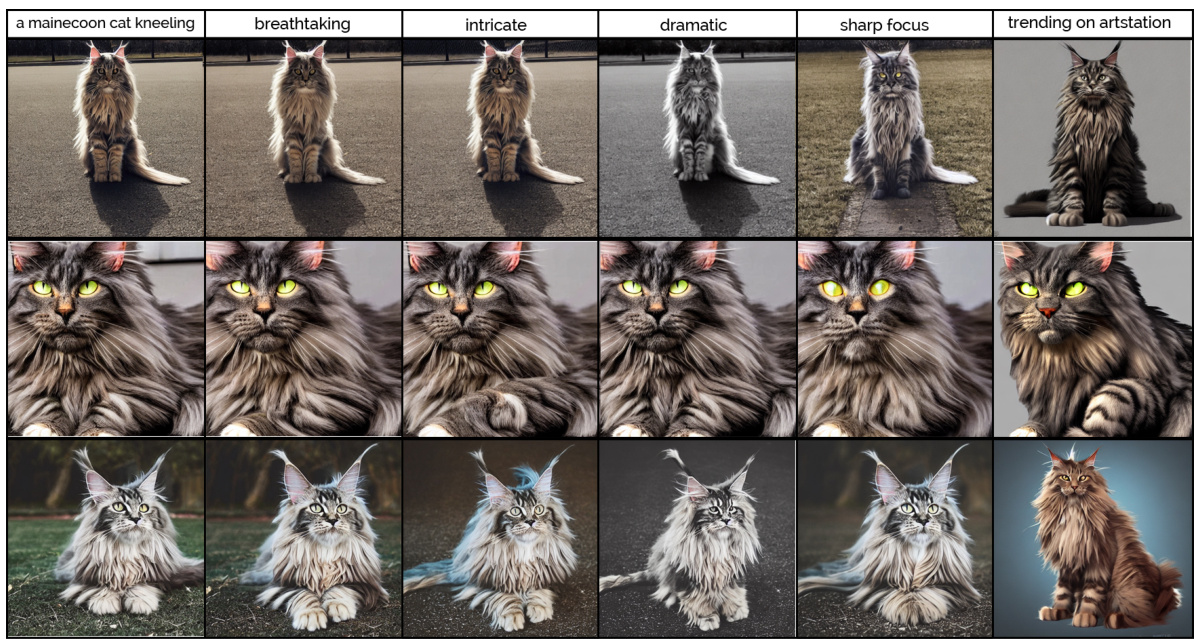 a mainecoon cat kneeling
breathtaking
intricate
dramatic
sharp focus
trending on artstation